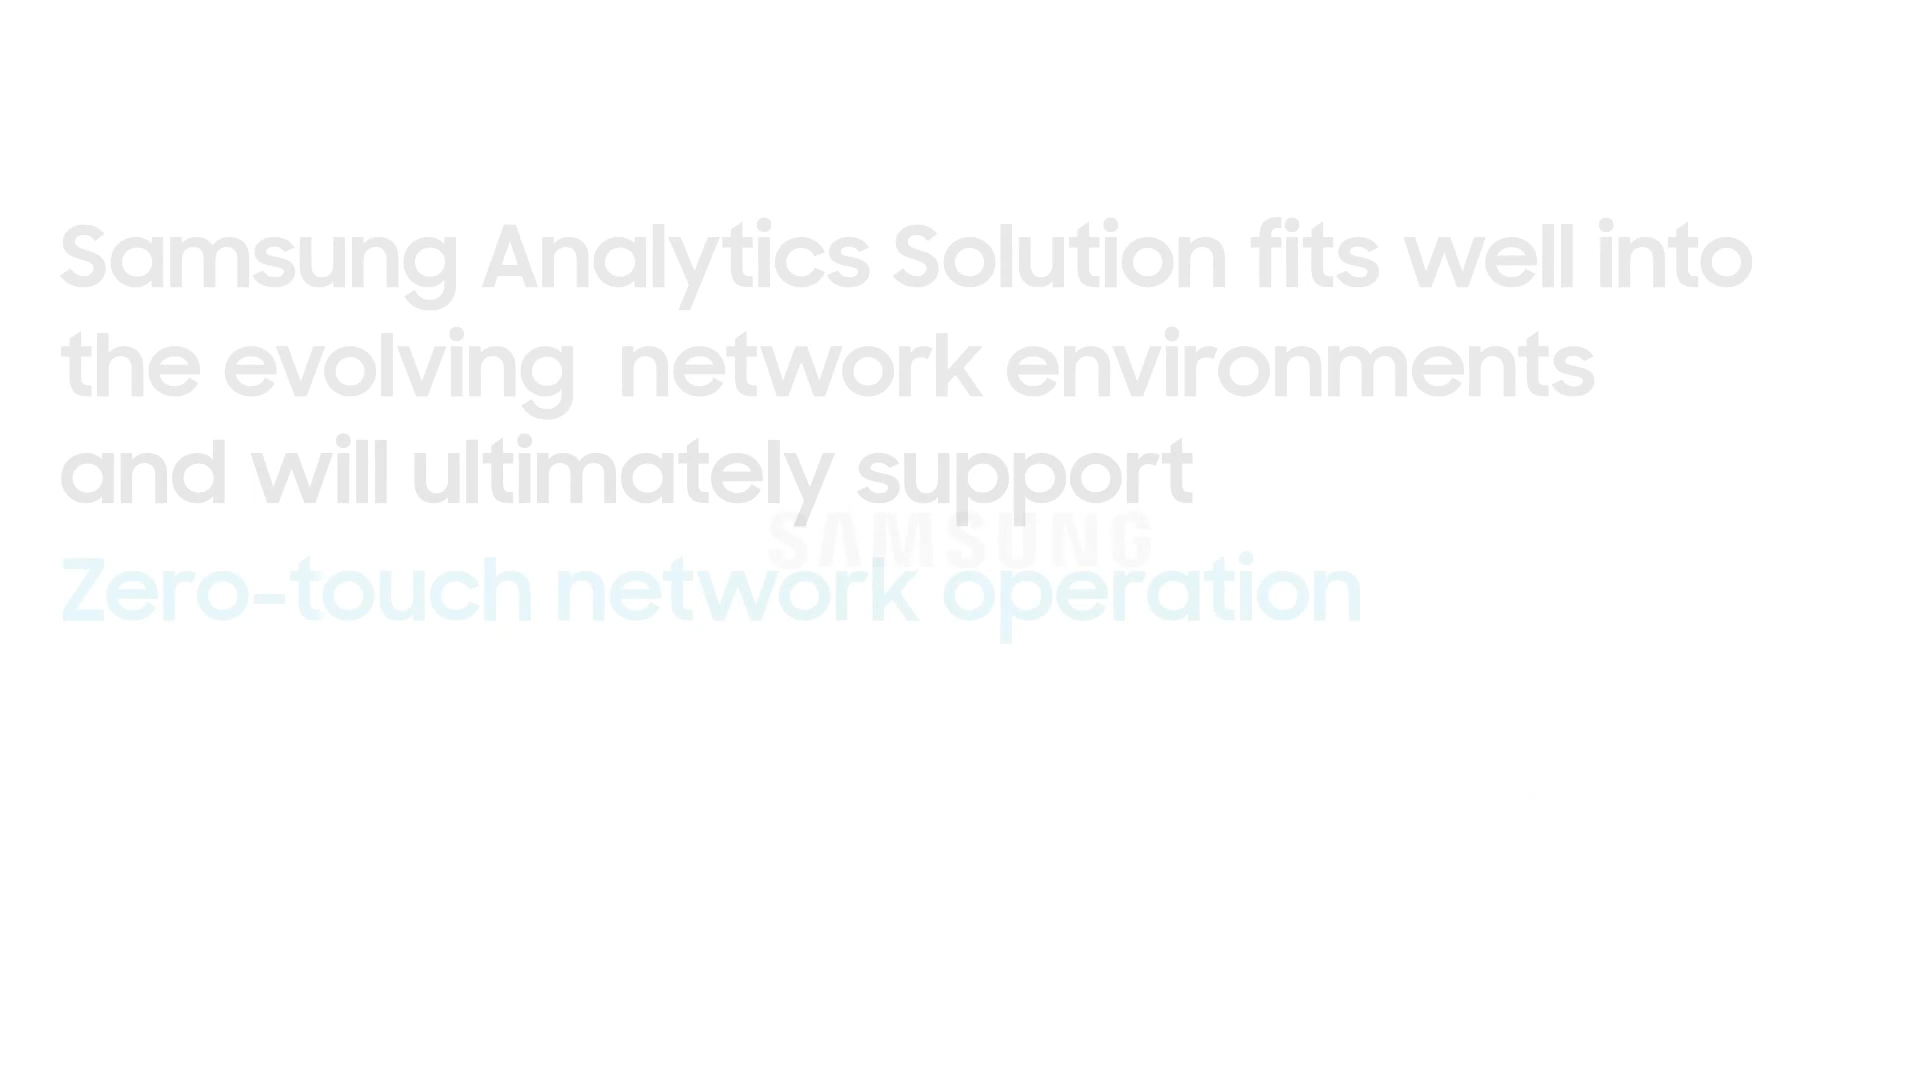 Samsung Analytics Solution fits well into
the evolving  network environments
and will ultimately support
SAMSUNG
Zero-touch network operation